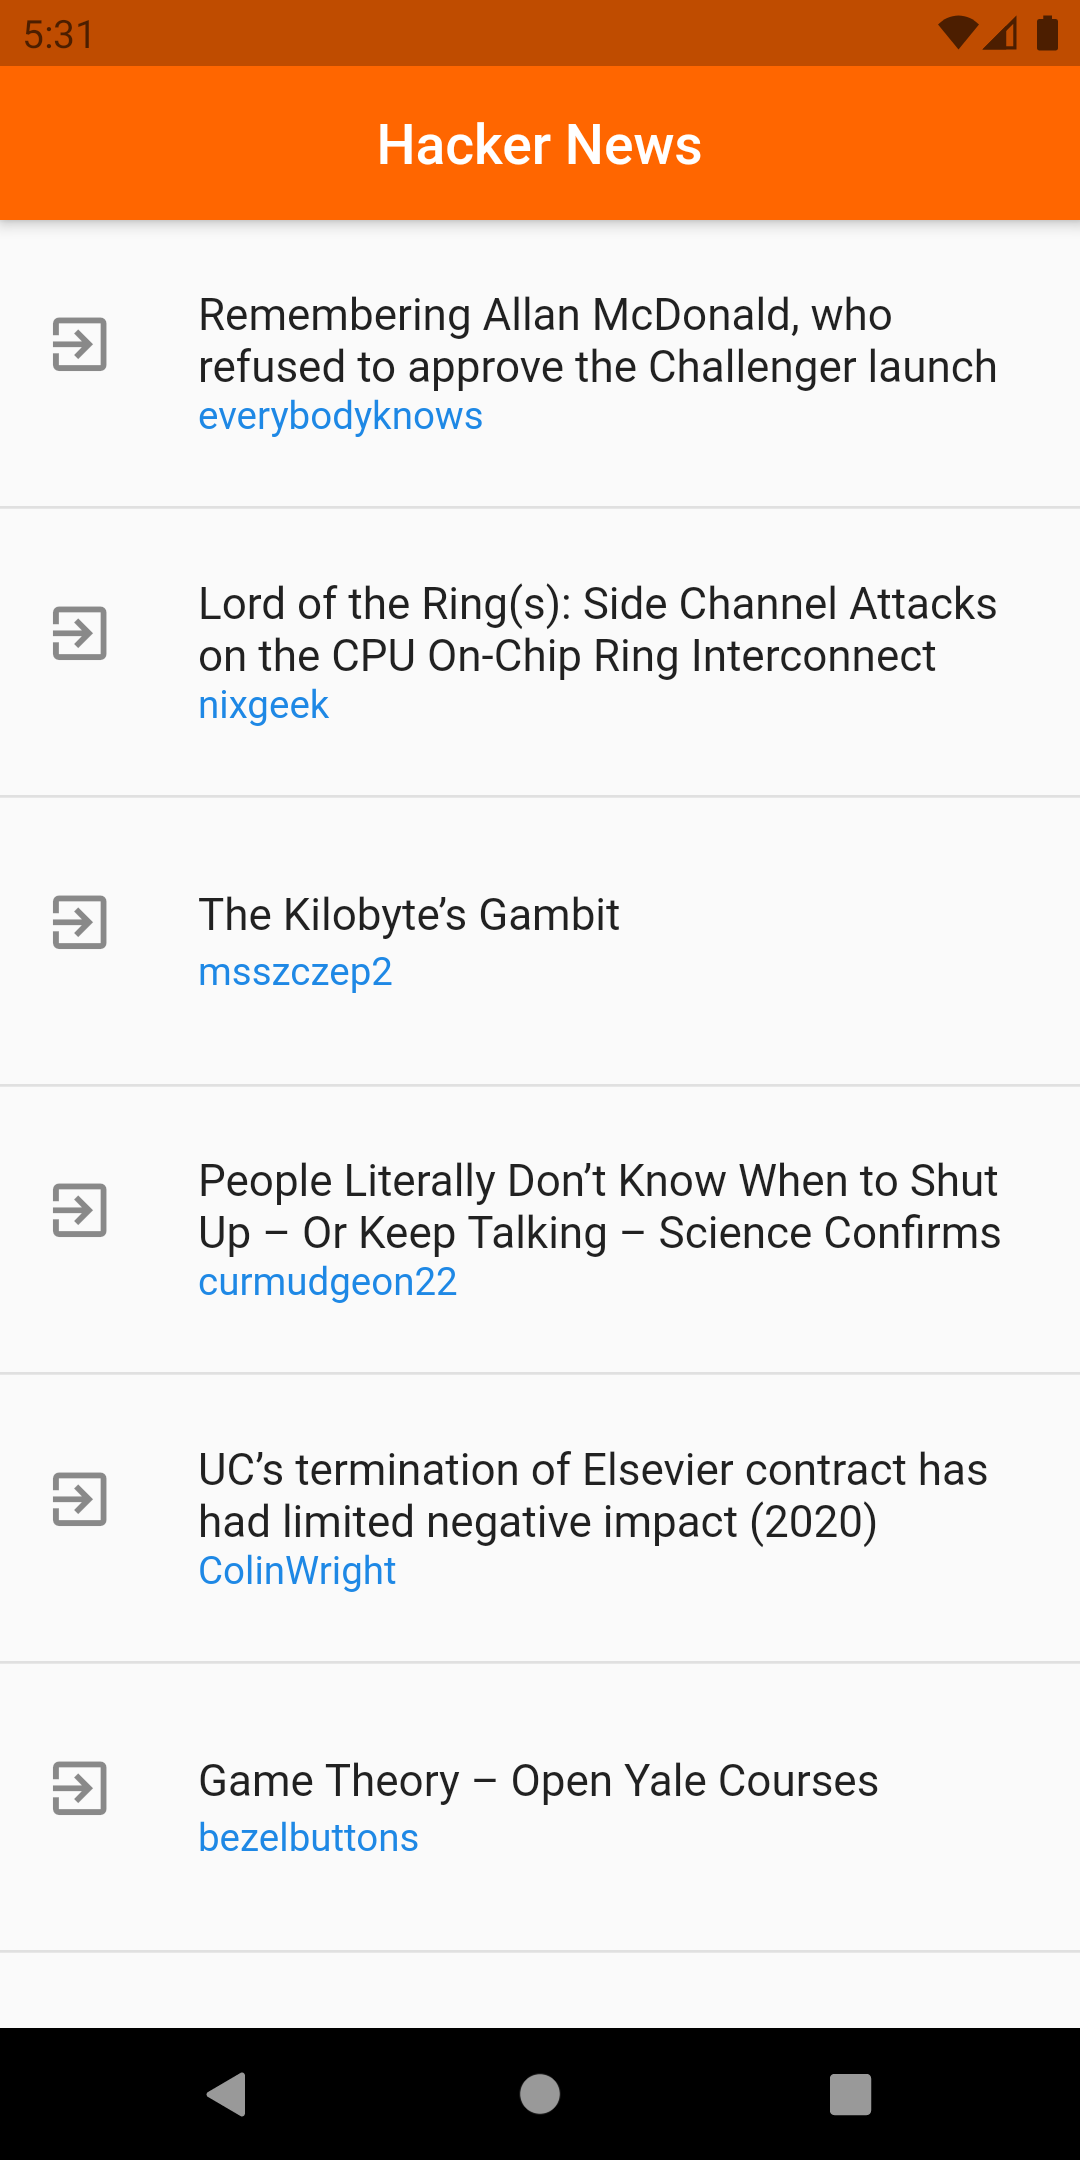 5:31
Hacker News
Remembering Allan McDonald, who
refused to approve the Challenger launch
everybodyknows
Lord of the Ring(s): Side Channel Attacks
on the CPU On-Chip Ring Interconnect
nixgeek
The Kilobyte’s Gambit
msszczep2
People Literally Don’t Know When to Shut
Up – Or Keep Talking – Science Confirms
curmudgeon22
UC’s termination of Elsevier contract has
had limited negative impact (2020)
ColinWright
Game Theory – Open Yale Courses
bezelbuttons